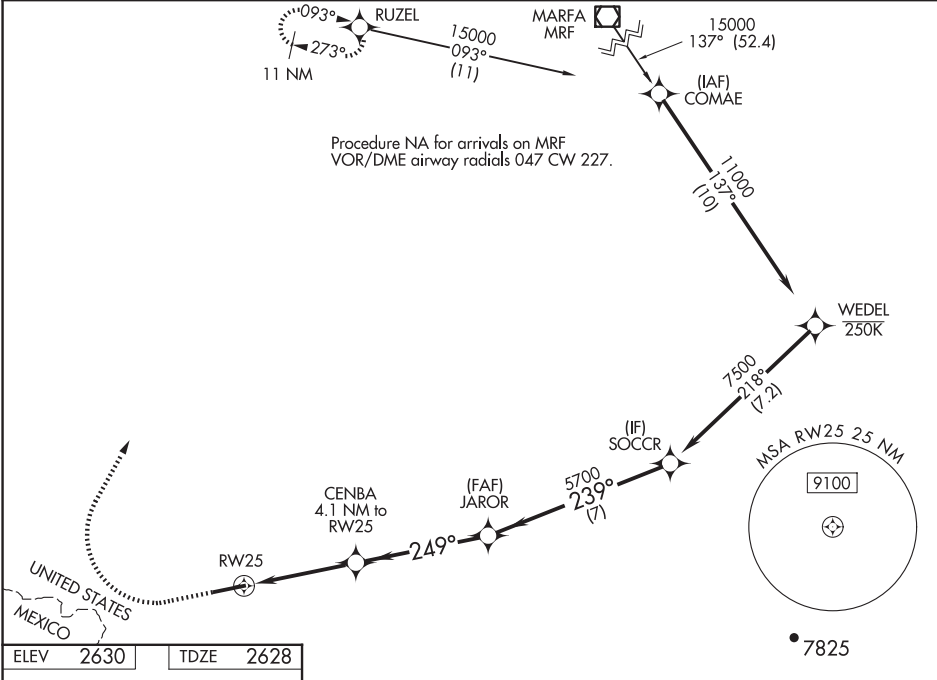 093°
273°
11 NM
RUZEL
15000
093°
(11)
MARFA
MRF
15000
137° (52.4)
(IAF)
COMAE
Procedure NA for arrivals on MRF
VOR/DME airway radials 047 CW 227.
11000
137°
(10)
WEDEL
250K
7500
218°
(7.2)
(IF)
SOCCR
5700
239°
(7)
(FAF)
JAROR
CENBA
4.1 NM to
RW25
249°
RW25
MSA RW25 25 NM
9100
7825
UNITED STATES
MEXICO
ELEV 2630
TDZE 2628